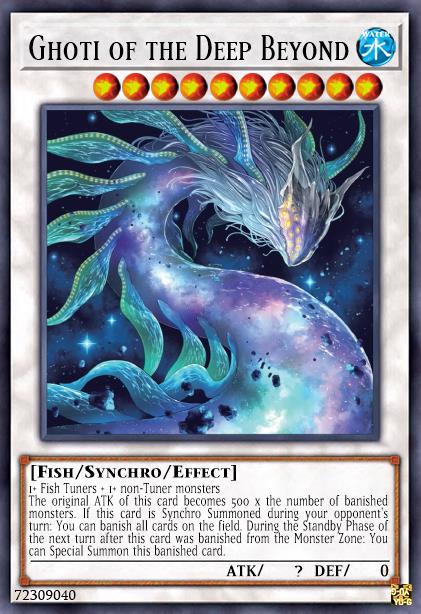 GHOTI OF THE DEEP BEYOND
WATER
水
[FISH/SYNCHRO/EFFECT]
1+ Fish Tuners + 1+ non-Tuner monsters
The original ATK of this card becomes 500 x the number of banished
monsters. If this card is Synchro Summoned during your opponent's
turn: You can banish all cards on the field. During the Standby Phase of
the next turn after this card was banished from the Monster Zone: You
can Special Summon this banished card.
ATK/ ? DEF/ 0
72309040